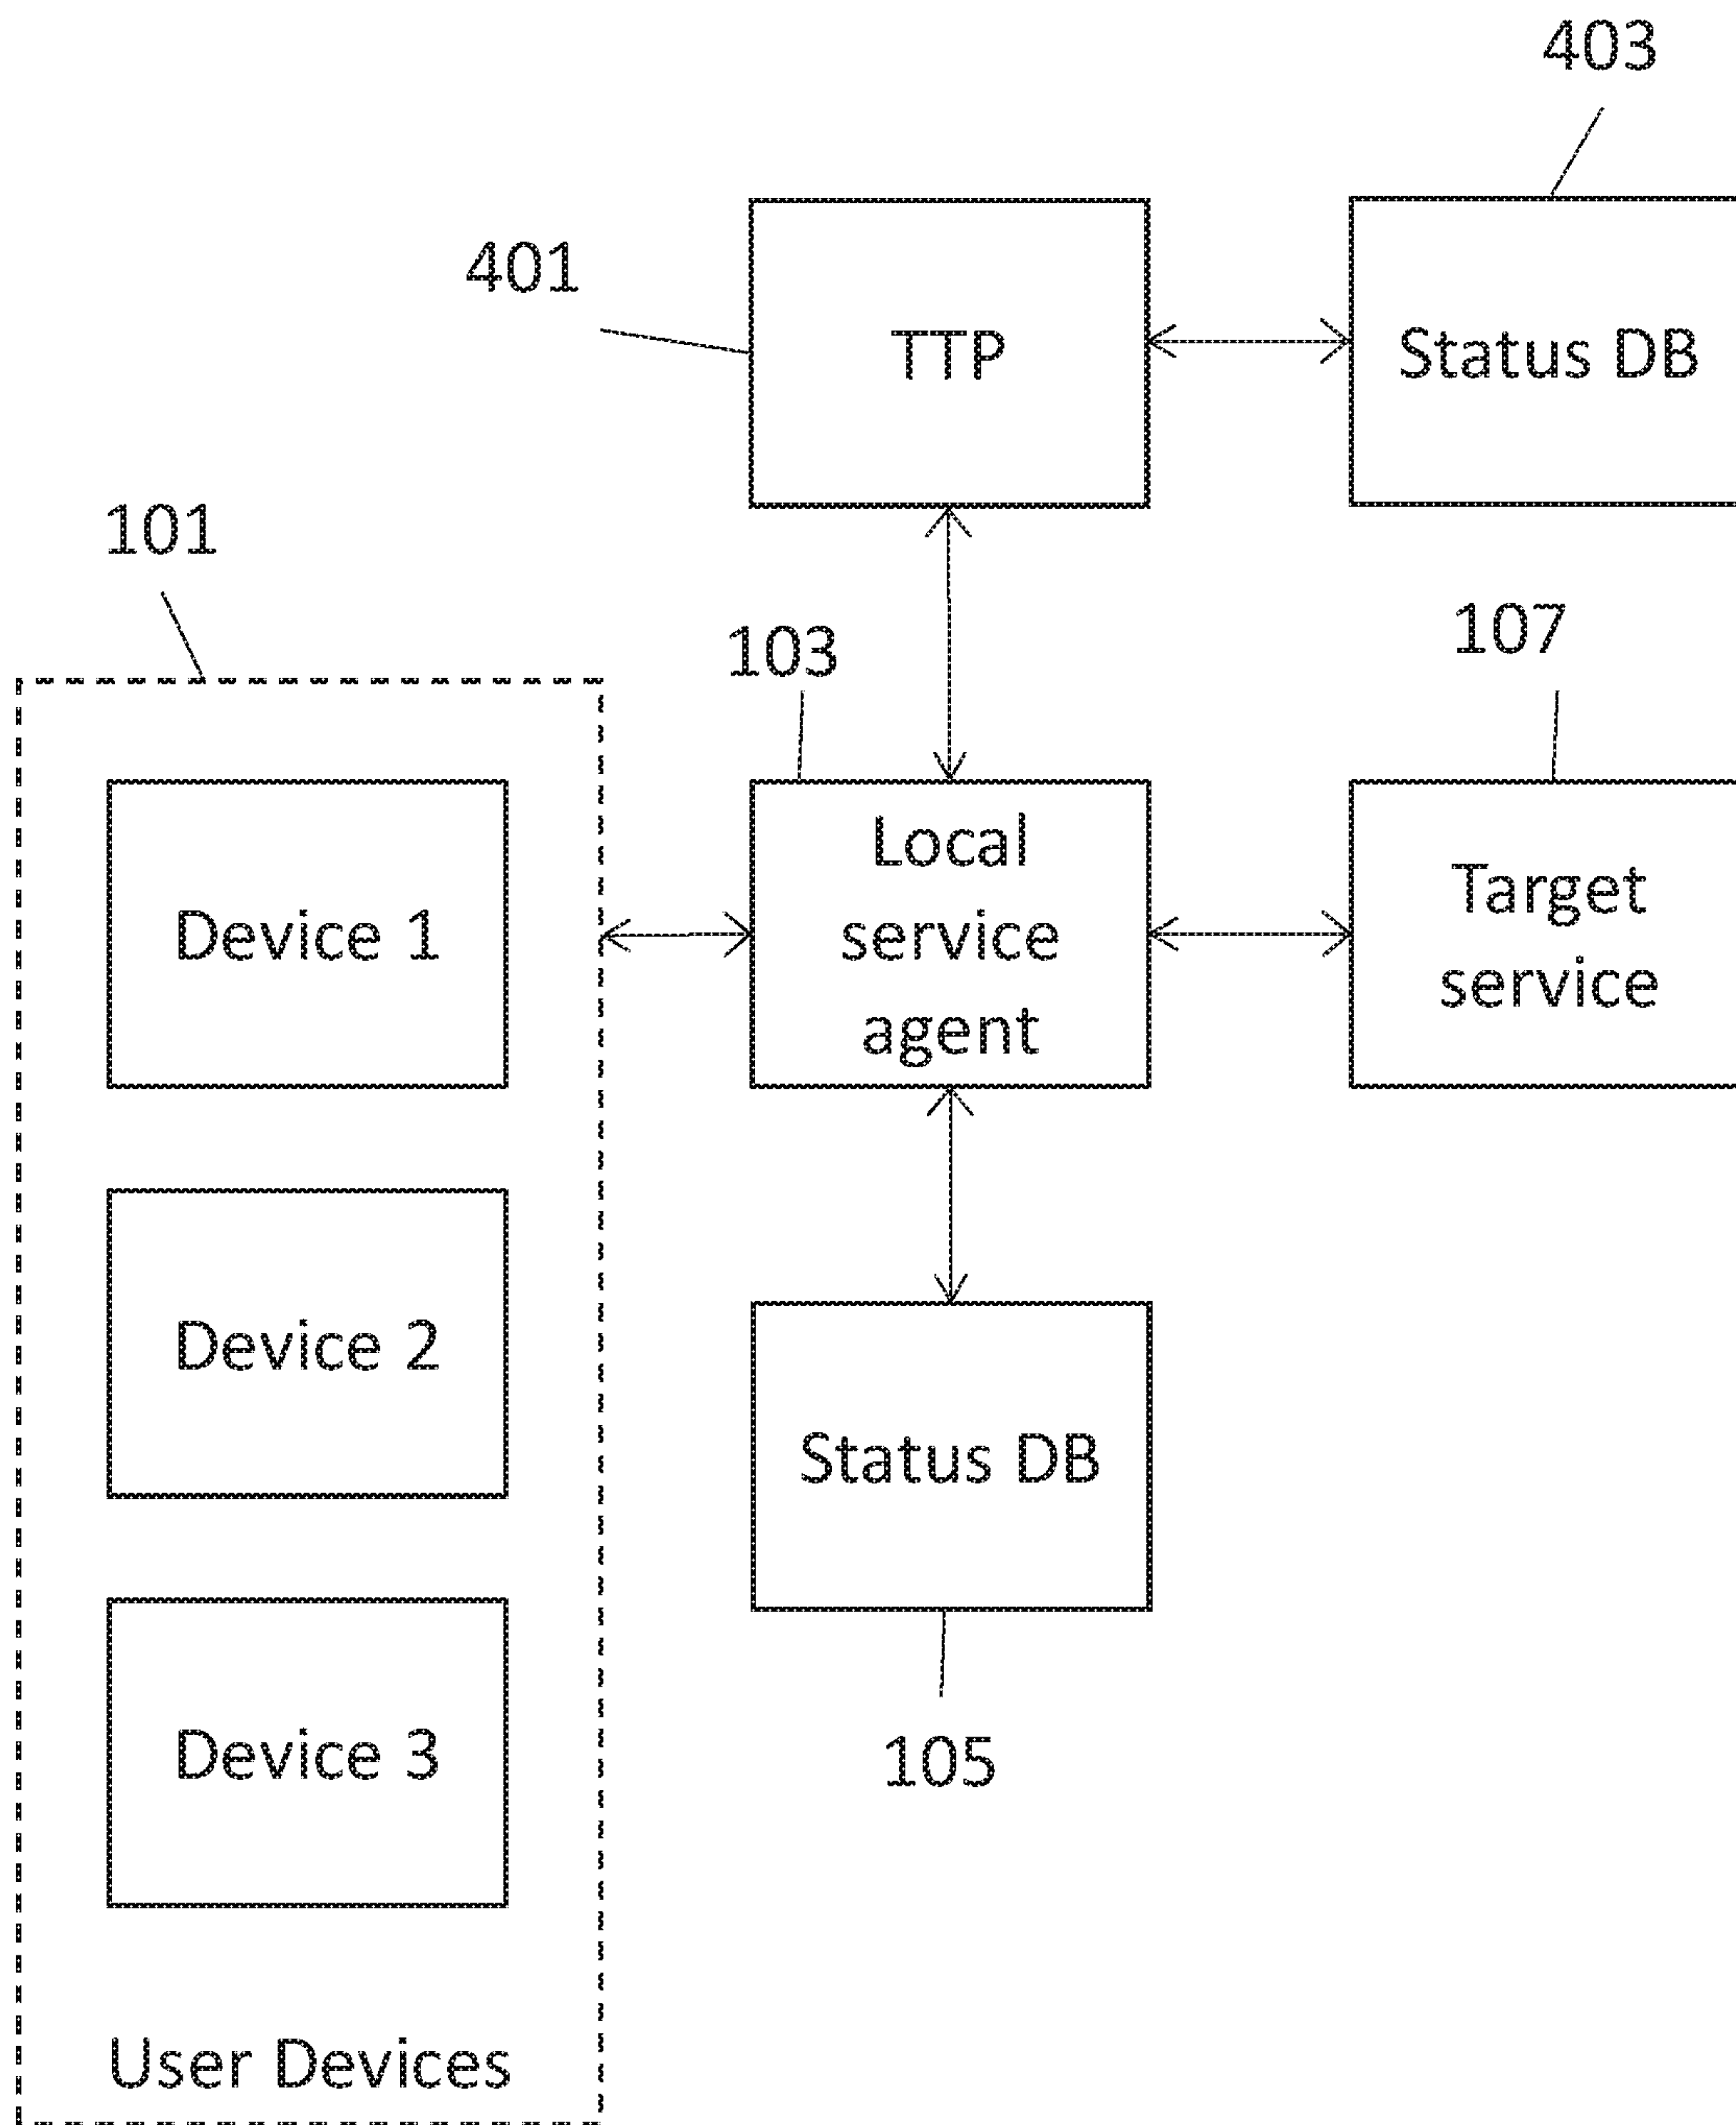 403
401
TTP
Status DB
101
103
107
Local
service
agent
Target
service
Device 1
Device 2
Status DB
Device 3
105
User Devices